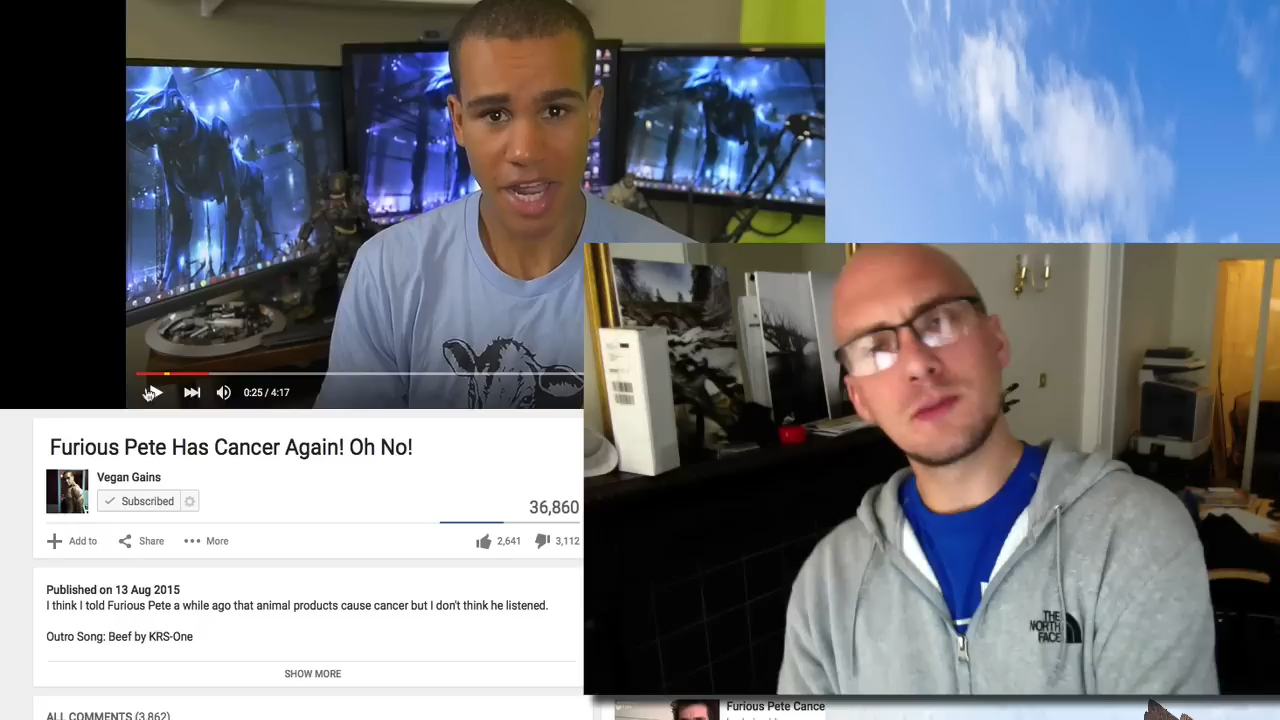 0:25 / 4:17
Furious Pete Has Cancer Again! Oh No!
Vegan Gains
Subscribed
36,860
Add to
Share
More
2,641
3,112
Published on 13 Aug 2015
I think I told Furious Pete a while ago that animal products cause cancer but I don't think he listened.
Outro Song: Beef by KRS-One
SHOW MORE
ALL COMMENTS (3,862)
THE
NORTH
FACE
Furious Pete Cance